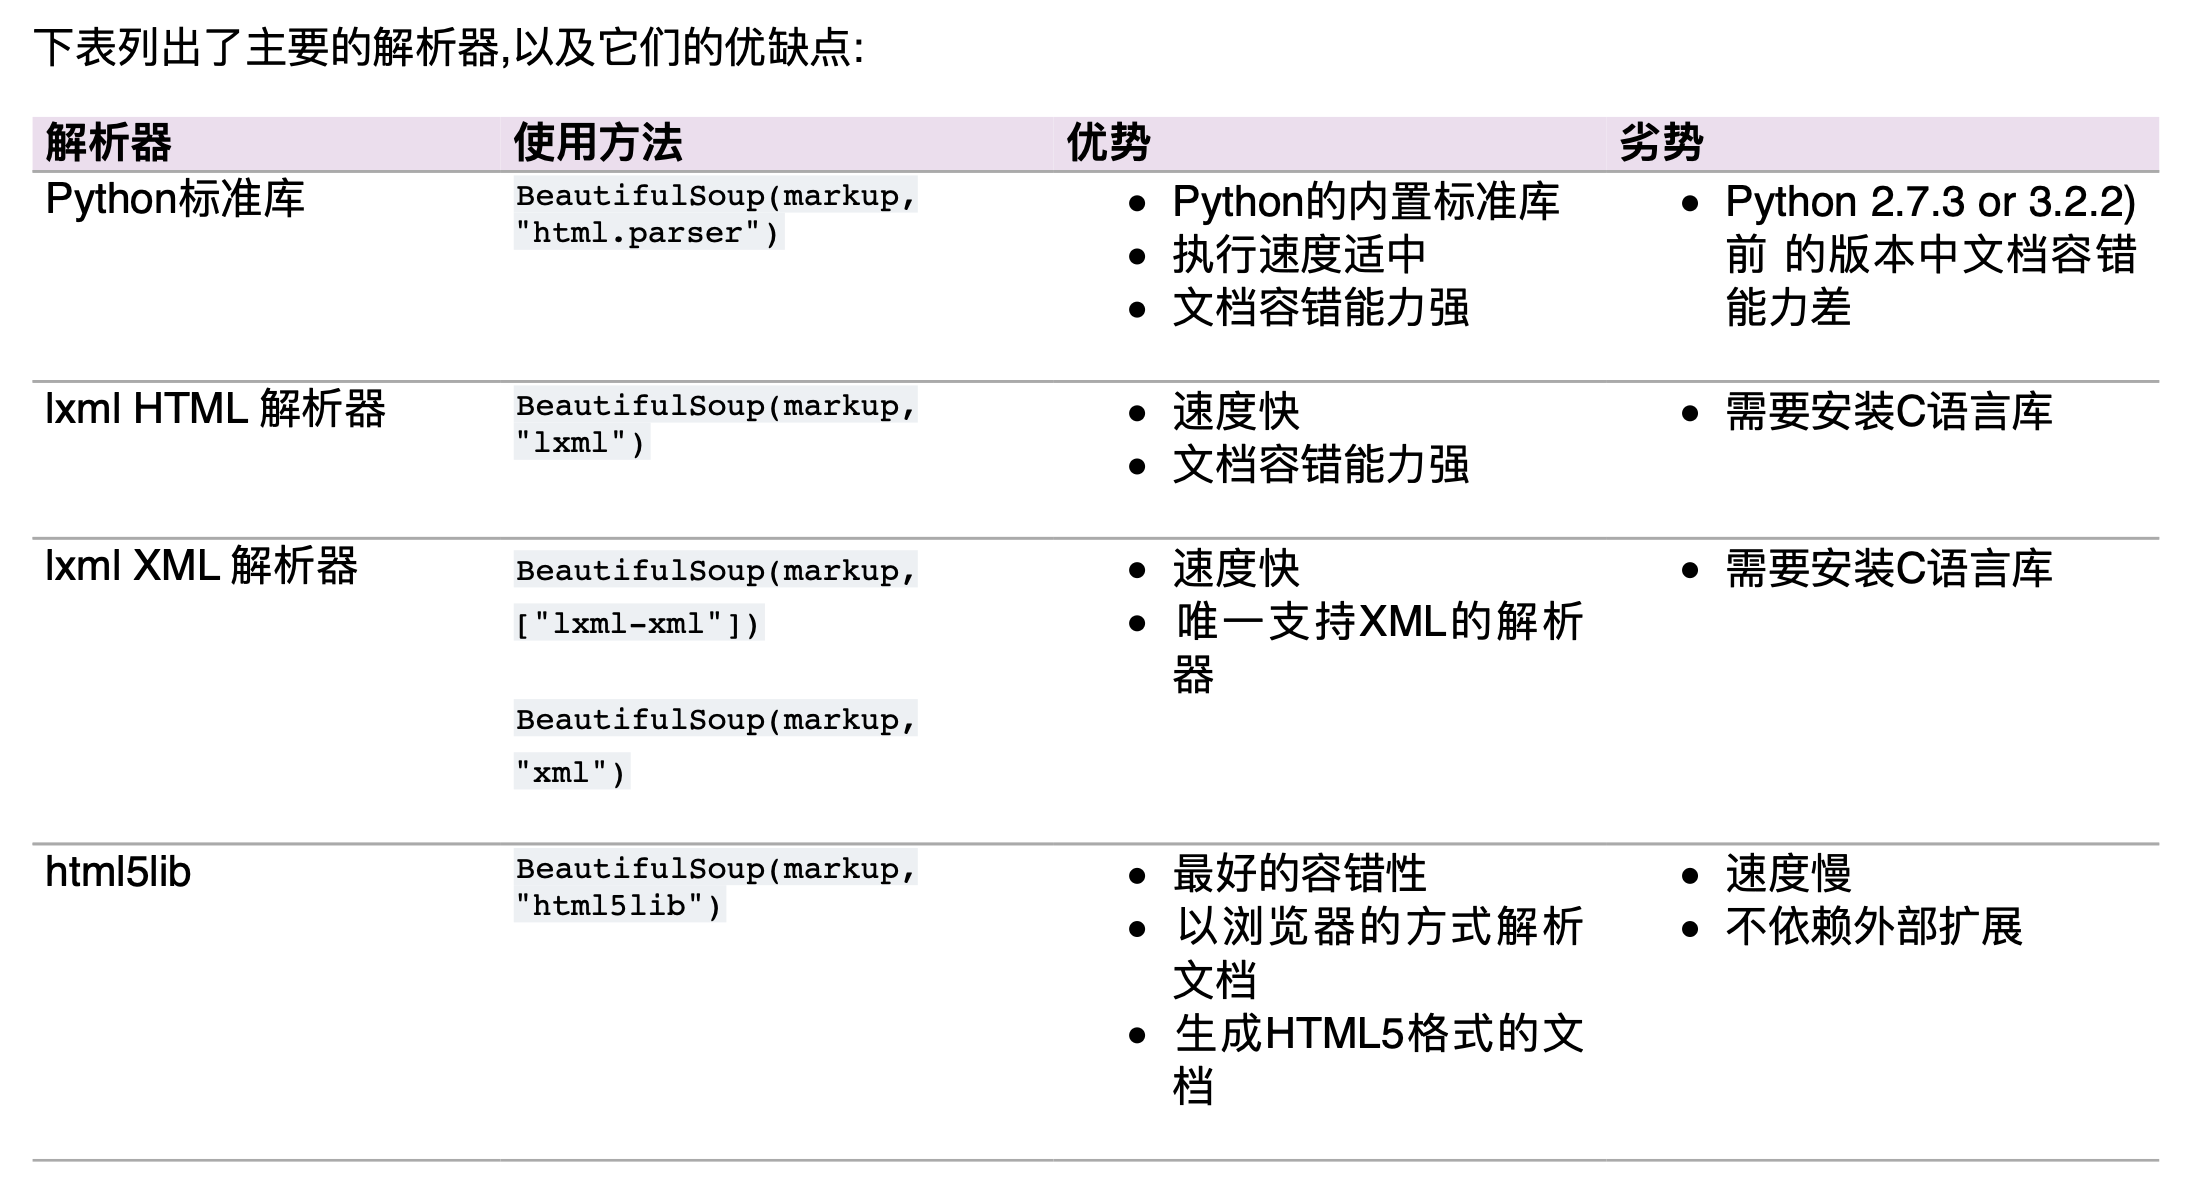 下表列出了主要的解析器,以及它们的优缺点:
解析器 使用方法 优势 劣势
Python标准库
BeautifulSoup(markup,
"html.parser")
● Python的内置标准库
● 执行速度适中
● 文档容错能力强
● Python 2.7.3 or 3.2.2)
前 的版本中文档容错
能力差
lxml HTML 解析器
BeautifulSoup(markup,
"lxml")
● 速度快
● 文档容错能力强
● 需要安装C语言库
lxml XML 解析器
BeautifulSoup(markup,
["lxml-xml"])
BeautifulSoup(markup,
"xml")
● 速度快
● 唯一支持XML的解析
器
● 需要安装C语言库
html5lib
BeautifulSoup(markup,
"html5lib")
● 最好的容错性
● 以浏览器的方式解析
文档
● 生成HTML5格式的文
档
● 速度慢
● 不依赖外部扩展